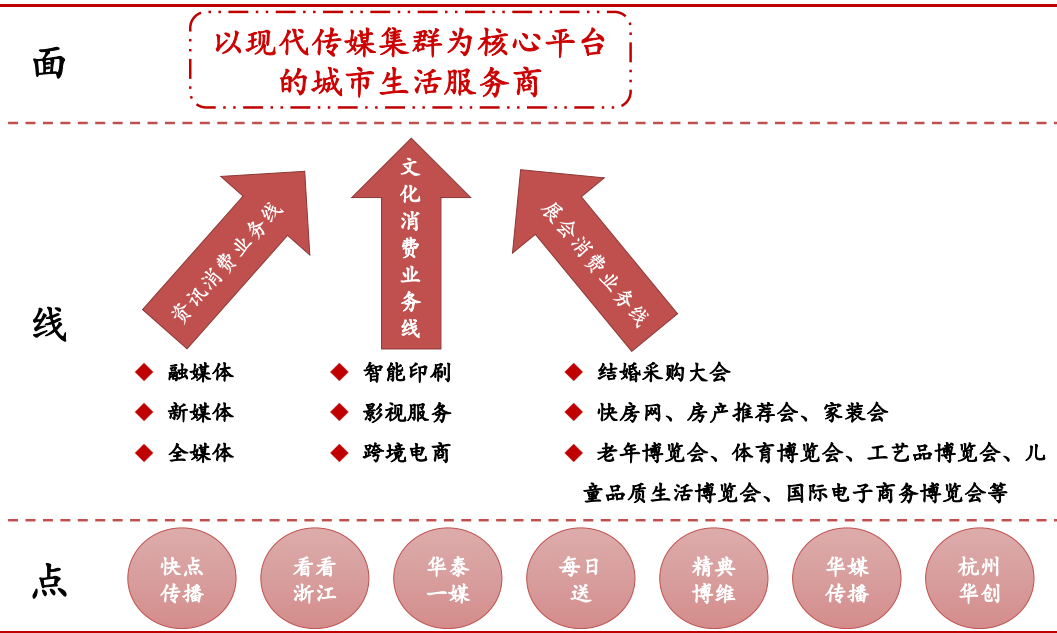 面
以现代传媒集群为核心平台
的城市生活服务商
线
资讯消费业务线
文化消费业务线
展会消费业务线
融媒体
新媒体
全媒体
智能印刷
影视服务
跨境电商
结婚采购大会
快房网、房产推荐会、家装会
老年博览会、体育博览会、工艺品博览会、儿
童品质生活博览会、国际电子商务博览会等
点
快点
传播
看看
浙江
华泰
一媒
每日
送
精典
博维
华媒
传播
杭州
华创